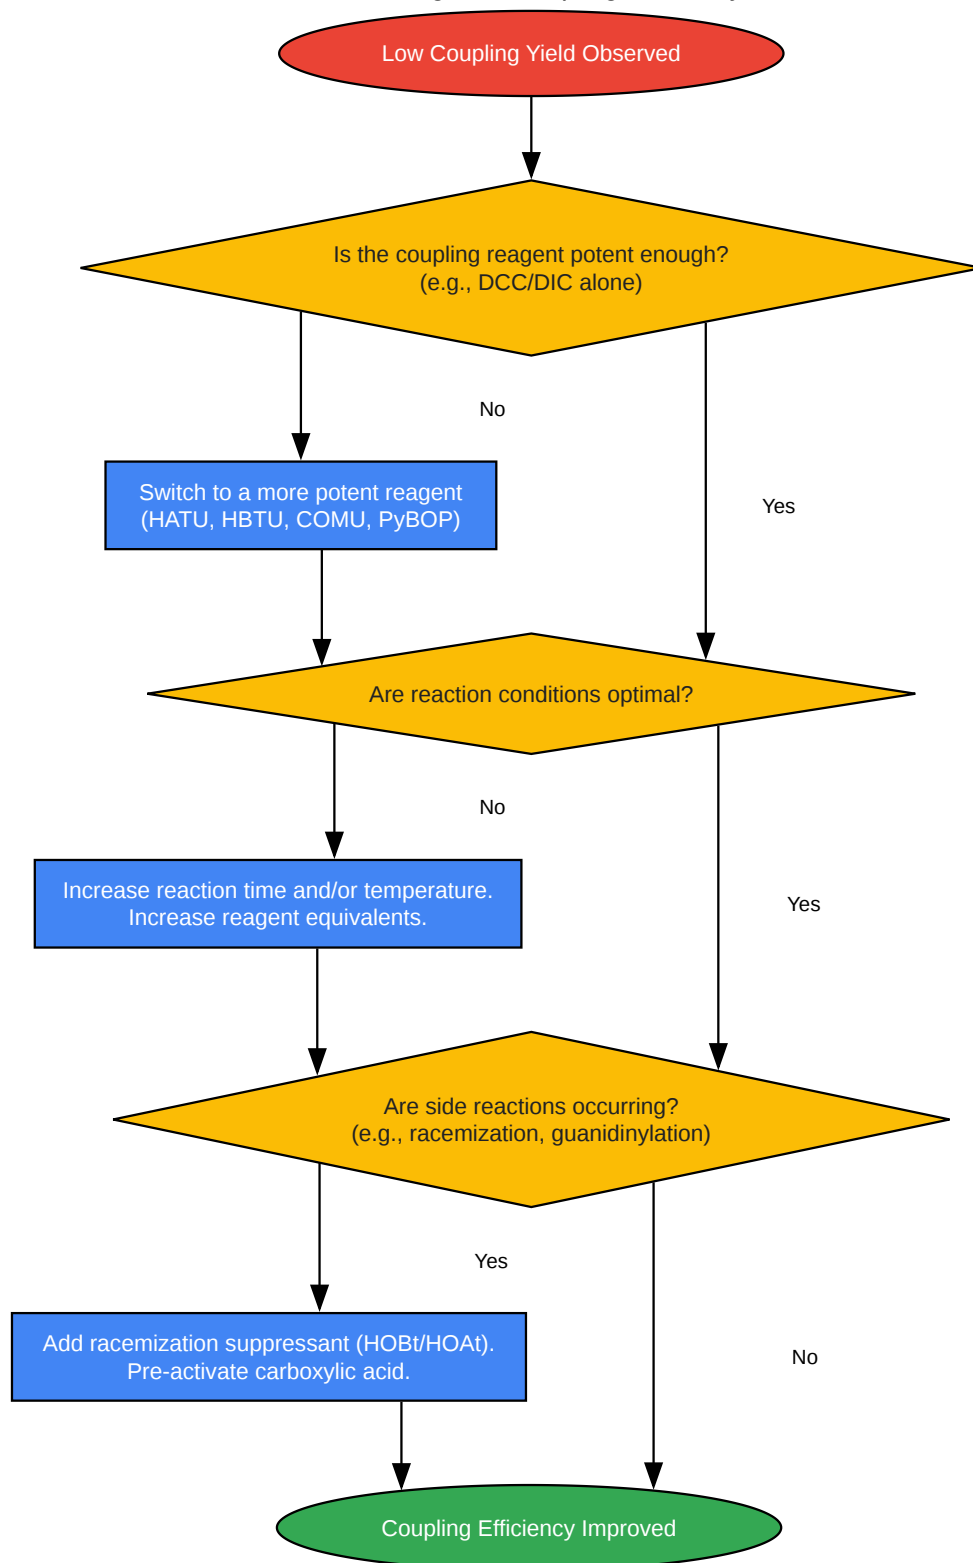 Low Coupling Yield Observed
Is the coupling reagent potent enough?
(e.g., DCC/DIC alone)
No
Switch to a more potent reagent
(HATU, HBTU, COMU, PyBOP)
Yes
Are reaction conditions optimal?
No
Increase reaction time and/or temperature.
Increase reagent equivalents.
Yes
Are side reactions occurring?
(e.g., racemization, guanidinylation)
Yes
Add racemization suppressant (HOBt/HOAt).
Pre-activate carboxylic acid.
No
Coupling Efficiency Improved